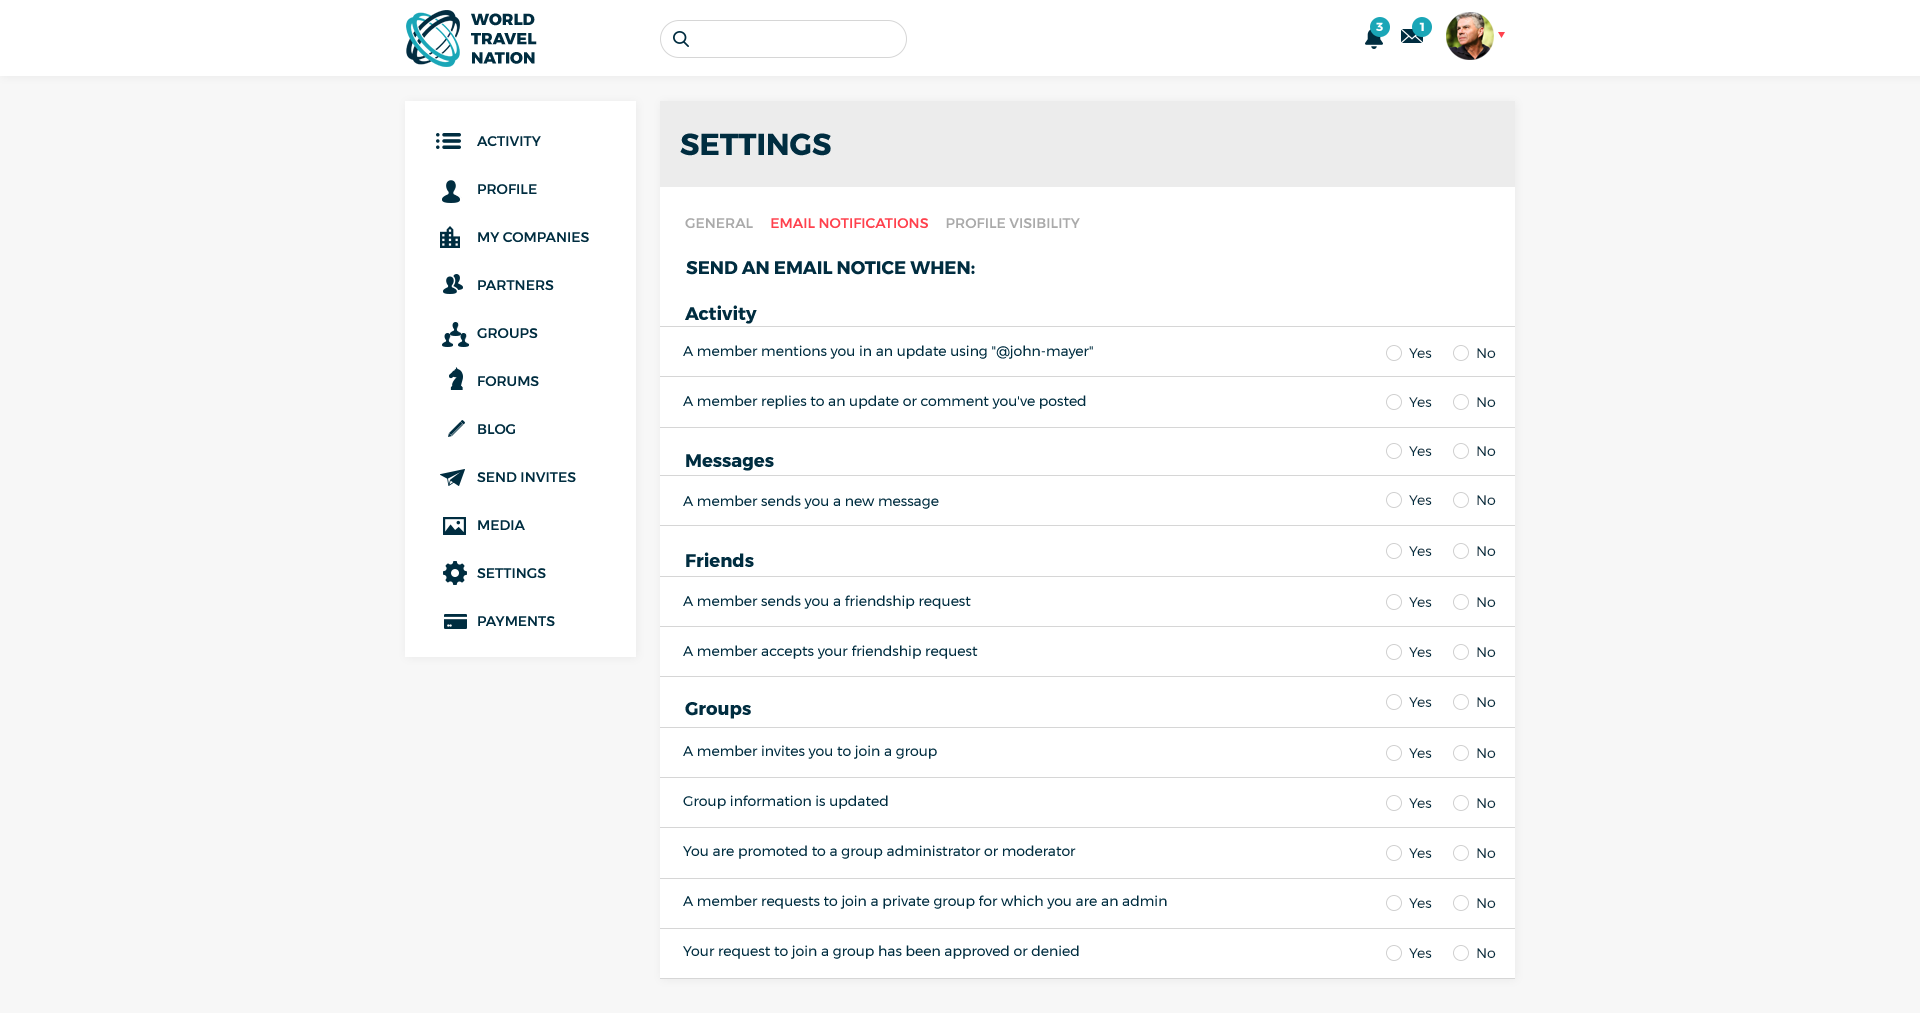 WORLD
TRAVEL
NATION
3
1
ACTIVITY
PROFILE
MY COMPANIES
PARTNERS
GROUPS
FORUMS
BLOG
SEND INVITES
MEDIA
SETTINGS
PAYMENTS
SETTINGS
GENERAL EMAIL NOTIFICATIONS PROFILE VISIBILITY
SEND AN EMAIL NOTICE WHEN:
Activity
A member mentions you in an update using "@john-mayer" Yes No
A member replies to an update or comment you've posted Yes No
Messages Yes No
A member sends you a new message Yes No
Friends Yes No
A member sends you a friendship request Yes No
A member accepts your friendship request Yes No
Groups Yes No
A member invites you to join a group Yes No
Group information is updated Yes No
You are promoted to a group administrator or moderator Yes No
A member requests to join a private group for which you are an admin Yes No
Your request to join a group has been approved or denied Yes No